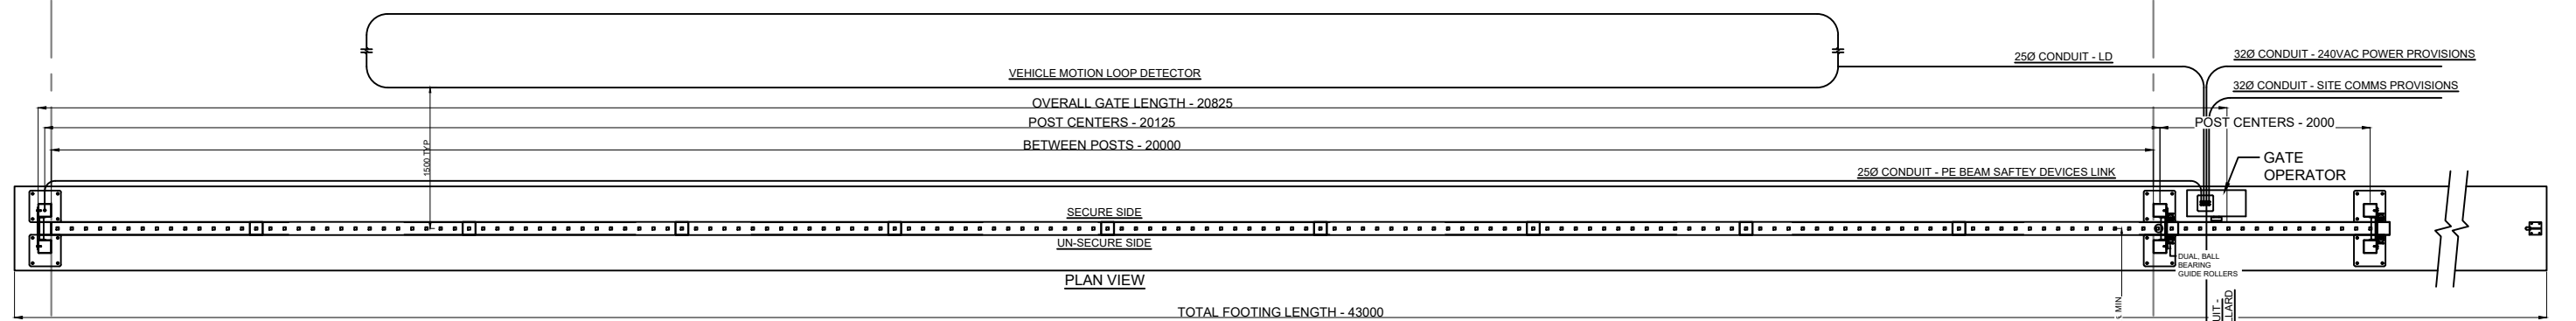 25Ø CONDUIT - LD
32Ø CONDUIT - 240VAC POWER PROVISIONS
VEHICLE MOTION LOOP DETECTOR
32Ø CONDUIT - SITE COMMS PROVISIONS
OVERALL GATE LENGTH - 20825
POST CENTERS - 20125
POST CENTERS - 2000
BETWEEN POSTS - 20000
1500 TYP
GATE
OPERATOR
25Ø CONDUIT - PE BEAM SAFTEY DEVICES LINK
SECURE SIDE
UN-SECURE SIDE
DUAL, BALL
BEARING
GUIDE ROLLERS
PLAN VIEW
TOTAL FOOTING LENGTH - 43000
MIN